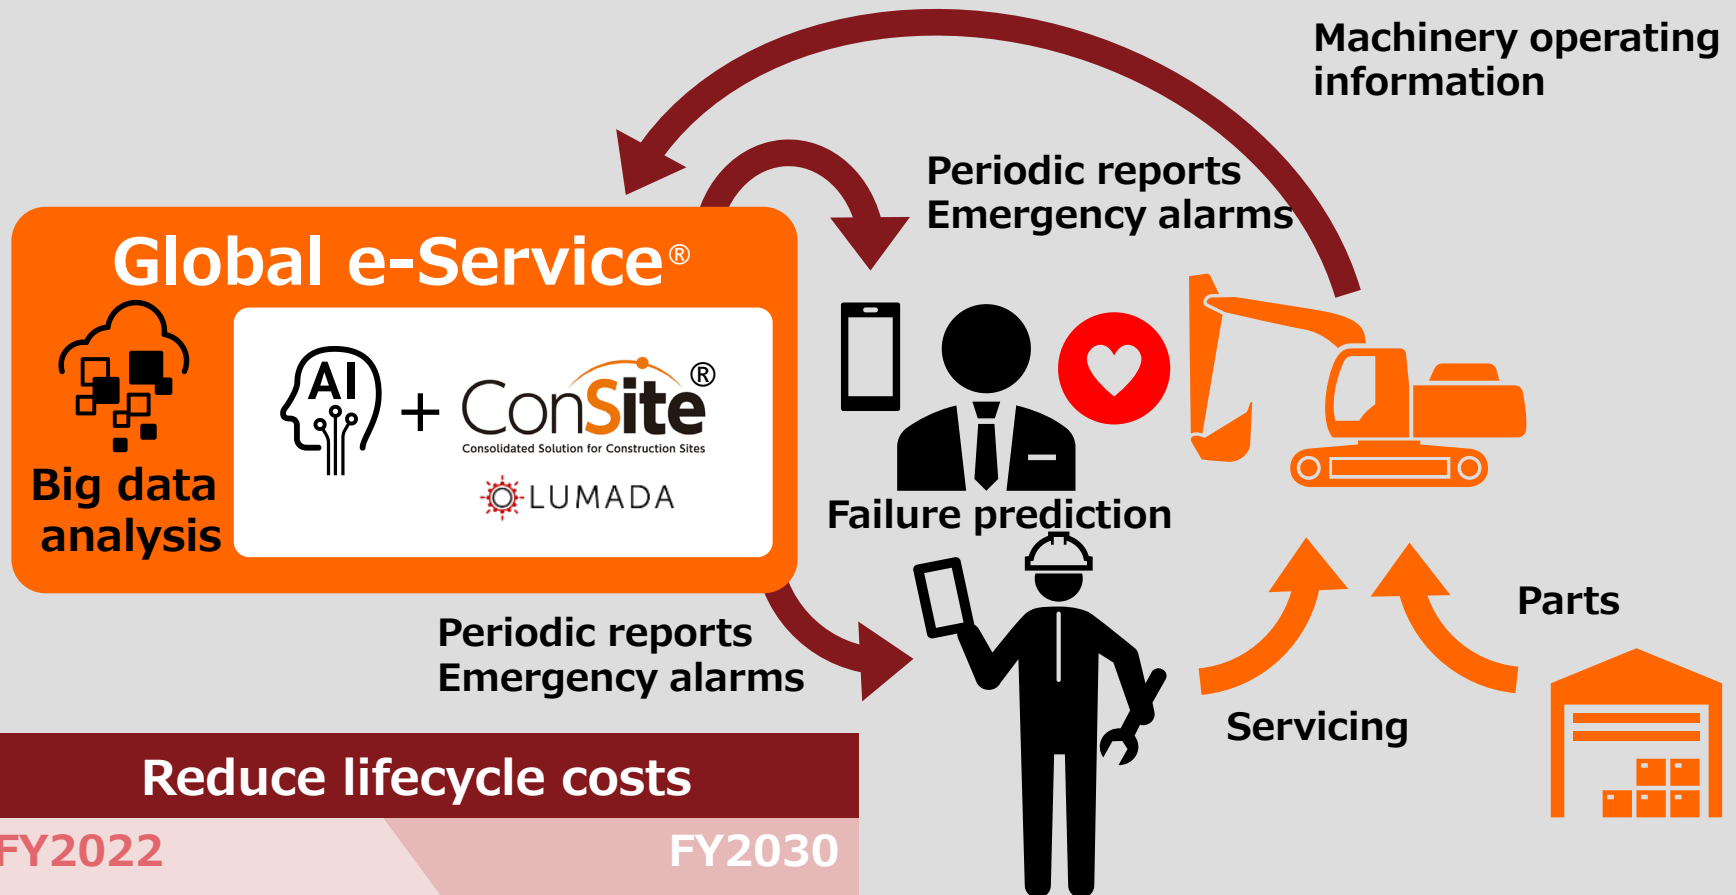 Machinery operating
information
Periodic reports
Emergency alarms
Global e-Service®
Big data
analysis
AI
+
ConSite®
Consolidated Solution for Construction Sites
LUMADA
Failure prediction
Periodic reports
Emergency alarms
Servicing
Parts
Reduce lifecycle costs
FY2022
FY2030